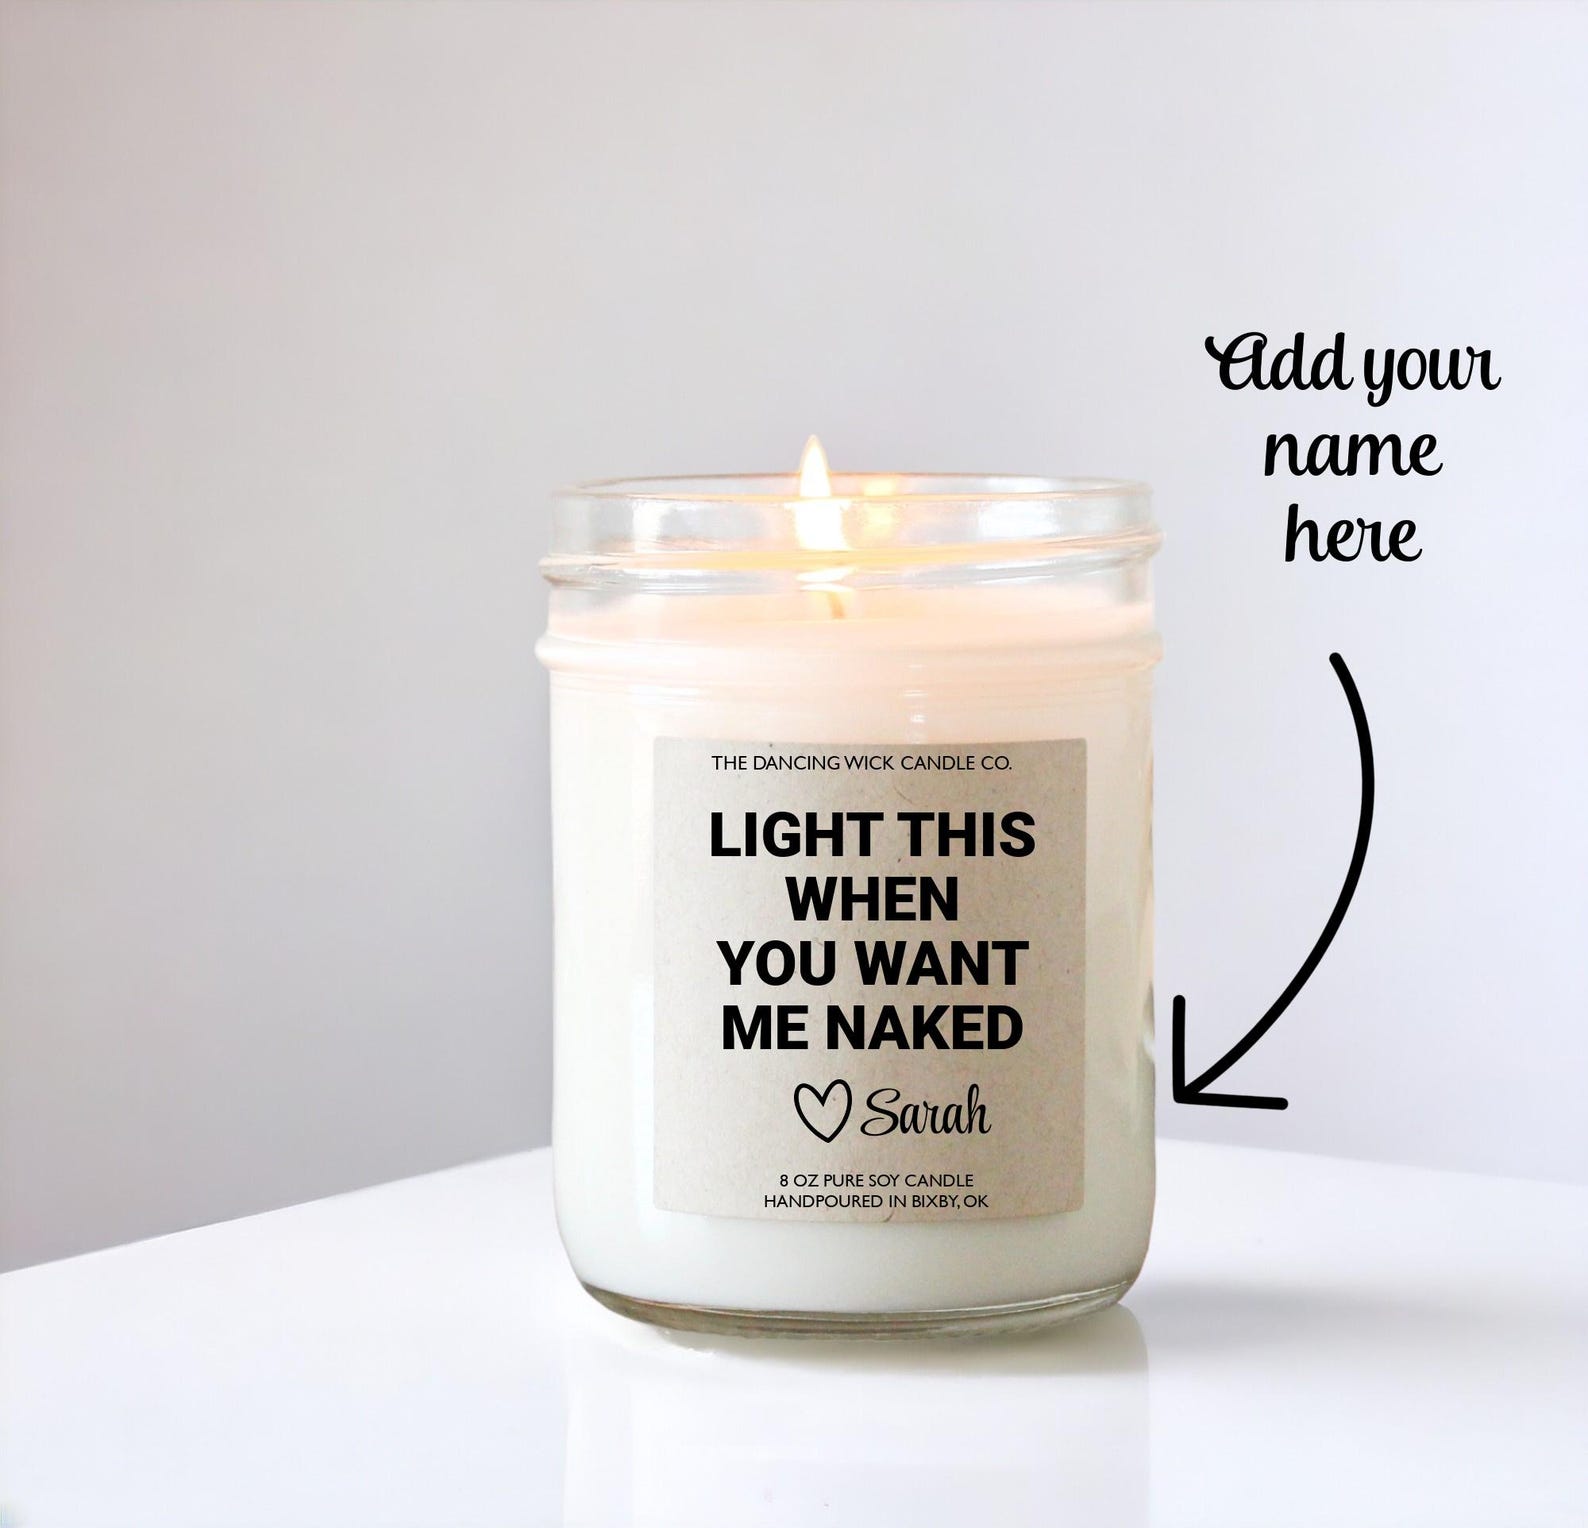 Add your
name
here
THE DANCING WICK CANDLE CO.
LIGHT THIS
WHEN
YOU WANT
ME NAKED
Sarah
8 OZ PURE SOY CANDLE
HANDPOURED IN BIXBY, OK